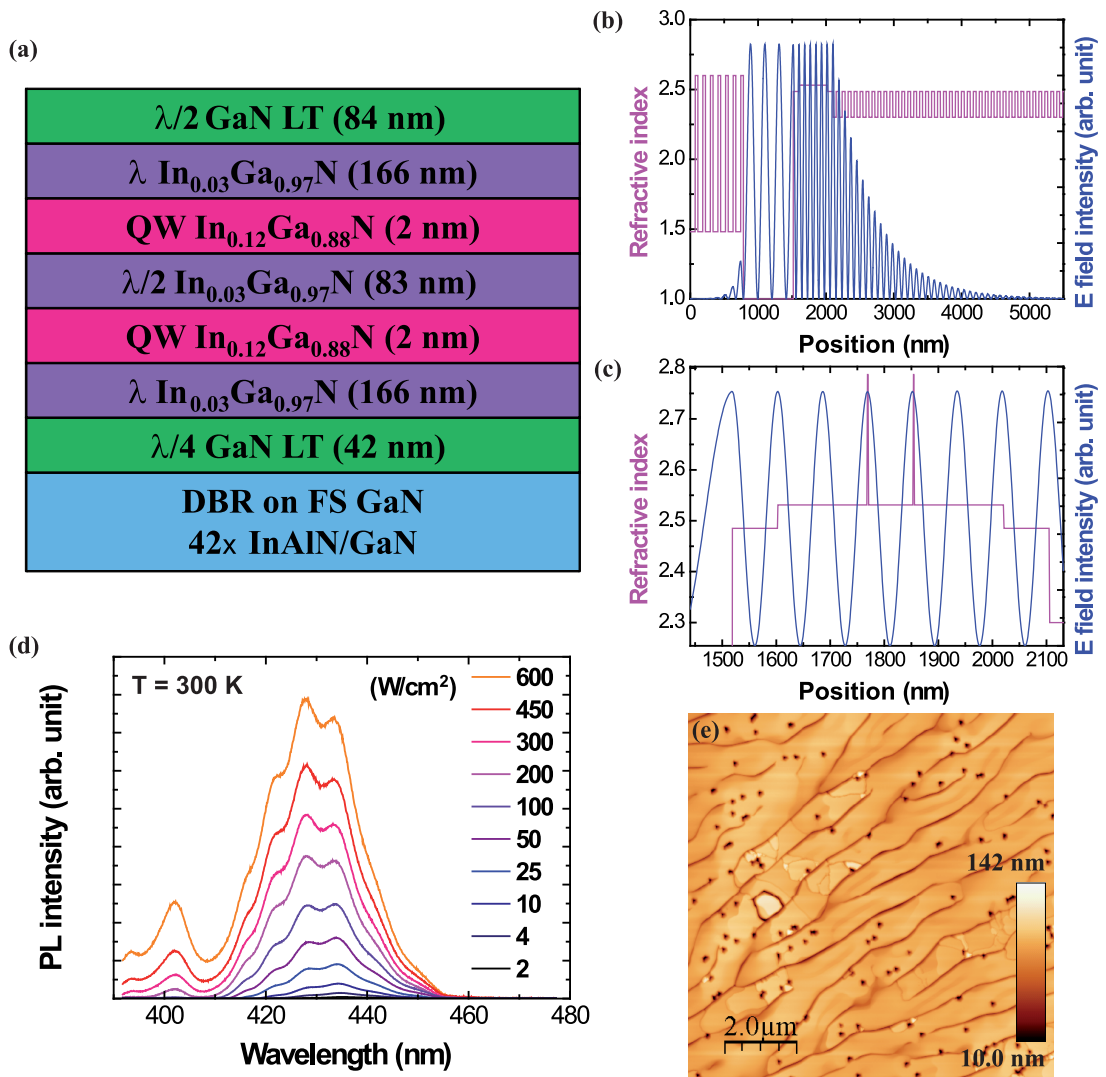 (a)
λ/2 GaN LT (84 nm)
λ In₀.₀₃Ga₀.₉₇N (166 nm)
QW In₀.₁₂Ga₀.₈₈N (2 nm)
λ/2 In₀.₀₃Ga₀.₉₇N (83 nm)
QW In₀.₁₂Ga₀.₈₈N (2 nm)
λ In₀.₀₃Ga₀.₉₇N (166 nm)
λ/4 GaN LT (42 nm)
DBR on FS GaN
42x InAlN/GaN
(b)
3.0
2.5
2.0
1.5
1.0
0 1000 2000 3000 4000 5000
Refractive index
E field intensity (arb. unit)
Position (nm)
(c)
2.8
2.7
2.6
2.5
2.4
2.3
1500 1600 1700 1800 1900 2000 2100
Refractive index
E field intensity (arb. unit)
Position (nm)
(d)
T = 300 K
(W/cm²)
600
450
300
200
100
50
25
10
4
2
PL intensity (arb. unit)
400 420 440 460 480
Wavelength (nm)
(e)
142 nm
2.0µm
10.0 nm